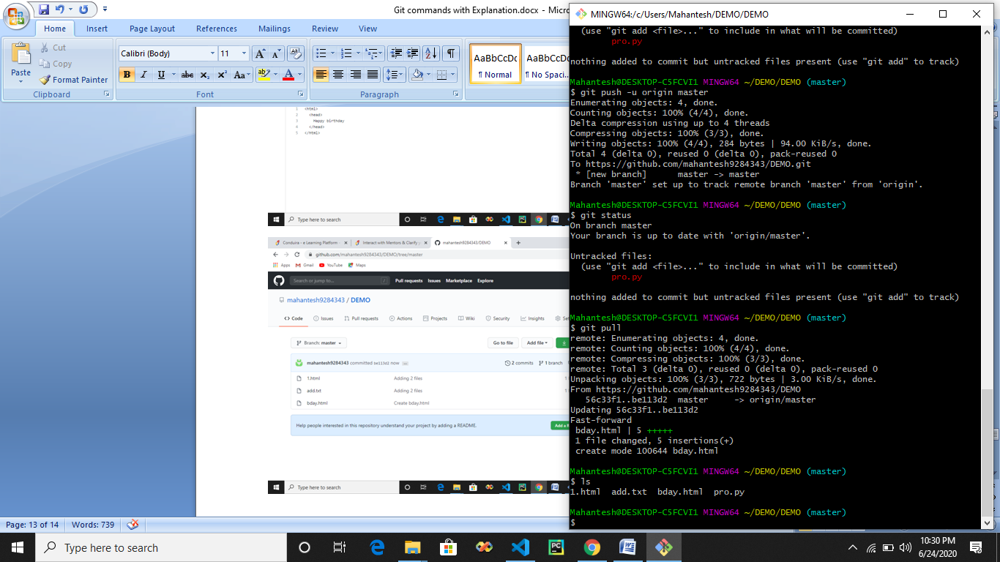 Git commands with Explanation.docx - Micro
Home Insert Page Layout References Mailings Review View
Paste
Cut
Copy
Format Painter
Clipboard
Calibri (Body) 11
B I U abc x₂ x² Aa
Font
Paragraph
AaBbCcDc
¶ Normal
AaBbCcDc
¶ No Spaci...
1 <html>
2 <head>
3 Happy birthday
4 </head>
5 </html>
Type here to search
Conduira - e Learning Platform
Interact with Mentors & Clarify
mahantesh9284343/DEMO
github.com/mahantesh9284343/DEMO/tree/master
Apps Gmail YouTube Maps
Search or jump to... / Pull requests Issues Marketplace Explore
mahantesh9284343 / DEMO
<> Code Issues Pull requests Actions Projects Wiki Security Insights
Branch: master Go to file Add file
mahantesh9284343 committed be113d2 now ... 2 commits 1 branch
1.html Adding 2 files
add.txt Adding 2 files
bday.html Create bday.html
Help people interested in this repository understand your project by adding a README. Add a R
Type here to search
Page: 13 of 14 Words: 739
MINGW64:/c/Users/Mahantesh/DEMO/DEMO
(use "git add <file>..." to include in what will be committed)
pro.py
nothing added to commit but untracked files present (use "git add" to track)
Mahantesh@DESKTOP-C5FCVI1 MINGW64 ~/DEMO/DEMO (master)
$ git push -u origin master
Enumerating objects: 4, done.
Counting objects: 100% (4/4), done.
Delta compression using up to 4 threads
Compressing objects: 100% (3/3), done.
Writing objects: 100% (4/4), 284 bytes | 94.00 KiB/s, done.
Total 4 (delta 0), reused 0 (delta 0), pack-reused 0
To https://github.com/mahantesh9284343/DEMO.git
* [new branch] master -> master
Branch 'master' set up to track remote branch 'master' from 'origin'.
Mahantesh@DESKTOP-C5FCVI1 MINGW64 ~/DEMO/DEMO (master)
$ git status
On branch master
Your branch is up to date with 'origin/master'.
Untracked files:
(use "git add <file>..." to include in what will be committed)
pro.py
nothing added to commit but untracked files present (use "git add" to track)
Mahantesh@DESKTOP-C5FCVI1 MINGW64 ~/DEMO/DEMO (master)
$ git pull
remote: Enumerating objects: 4, done.
remote: Counting objects: 100% (4/4), done.
remote: Compressing objects: 100% (3/3), done.
remote: Total 3 (delta 0), reused 0 (delta 0), pack-reused 0
Unpacking objects: 100% (3/3), 722 bytes | 3.00 KiB/s, done.
From https://github.com/mahantesh9284343/DEMO
56c33f1..be113d2 master -> origin/master
Updating 56c33f1..be113d2
Fast-forward
bday.html | 5 +++++
1 file changed, 5 insertions(+)
create mode 100644 bday.html
Mahantesh@DESKTOP-C5FCVI1 MINGW64 ~/DEMO/DEMO (master)
$ ls
1.html add.txt bday.html pro.py
Mahantesh@DESKTOP-C5FCVI1 MINGW64 ~/DEMO/DEMO (master)
$
Type here to search
10:30 PM
6/24/2020